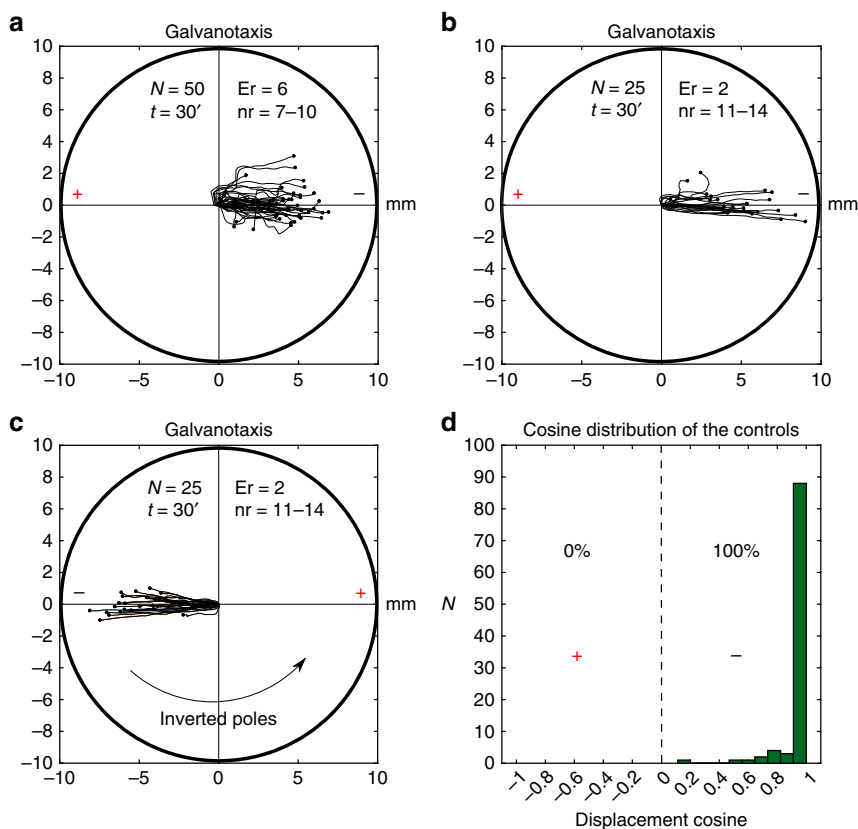 a
Galvanotaxis
10
8
6
4
2
0
−2
−4
−6
−8
−10
−10 −5 0 5 10
N = 50
t = 30′
Er = 6
nr = 7–10
+
−
mm
b
Galvanotaxis
10
8
6
4
2
0
−2
−4
−6
−8
−10
−10 −5 0 5 10
N = 25
t = 30′
Er = 2
nr = 11–14
+
−
mm
c
Galvanotaxis
10
8
6
4
2
0
−2
−4
−6
−8
−10
−10 −5 0 5 10
N = 25
t = 30′
Er = 2
nr = 11–14
−
+
mm
Inverted poles
d
Cosine distribution of the controls
100
90
80
70
60
50
40
30
20
10
0
N
0%
100%
+
−
−1 −0.8 −0.6 −0.4 −0.2 0 0.2 0.4 0.6 0.8 1
Displacement cosine